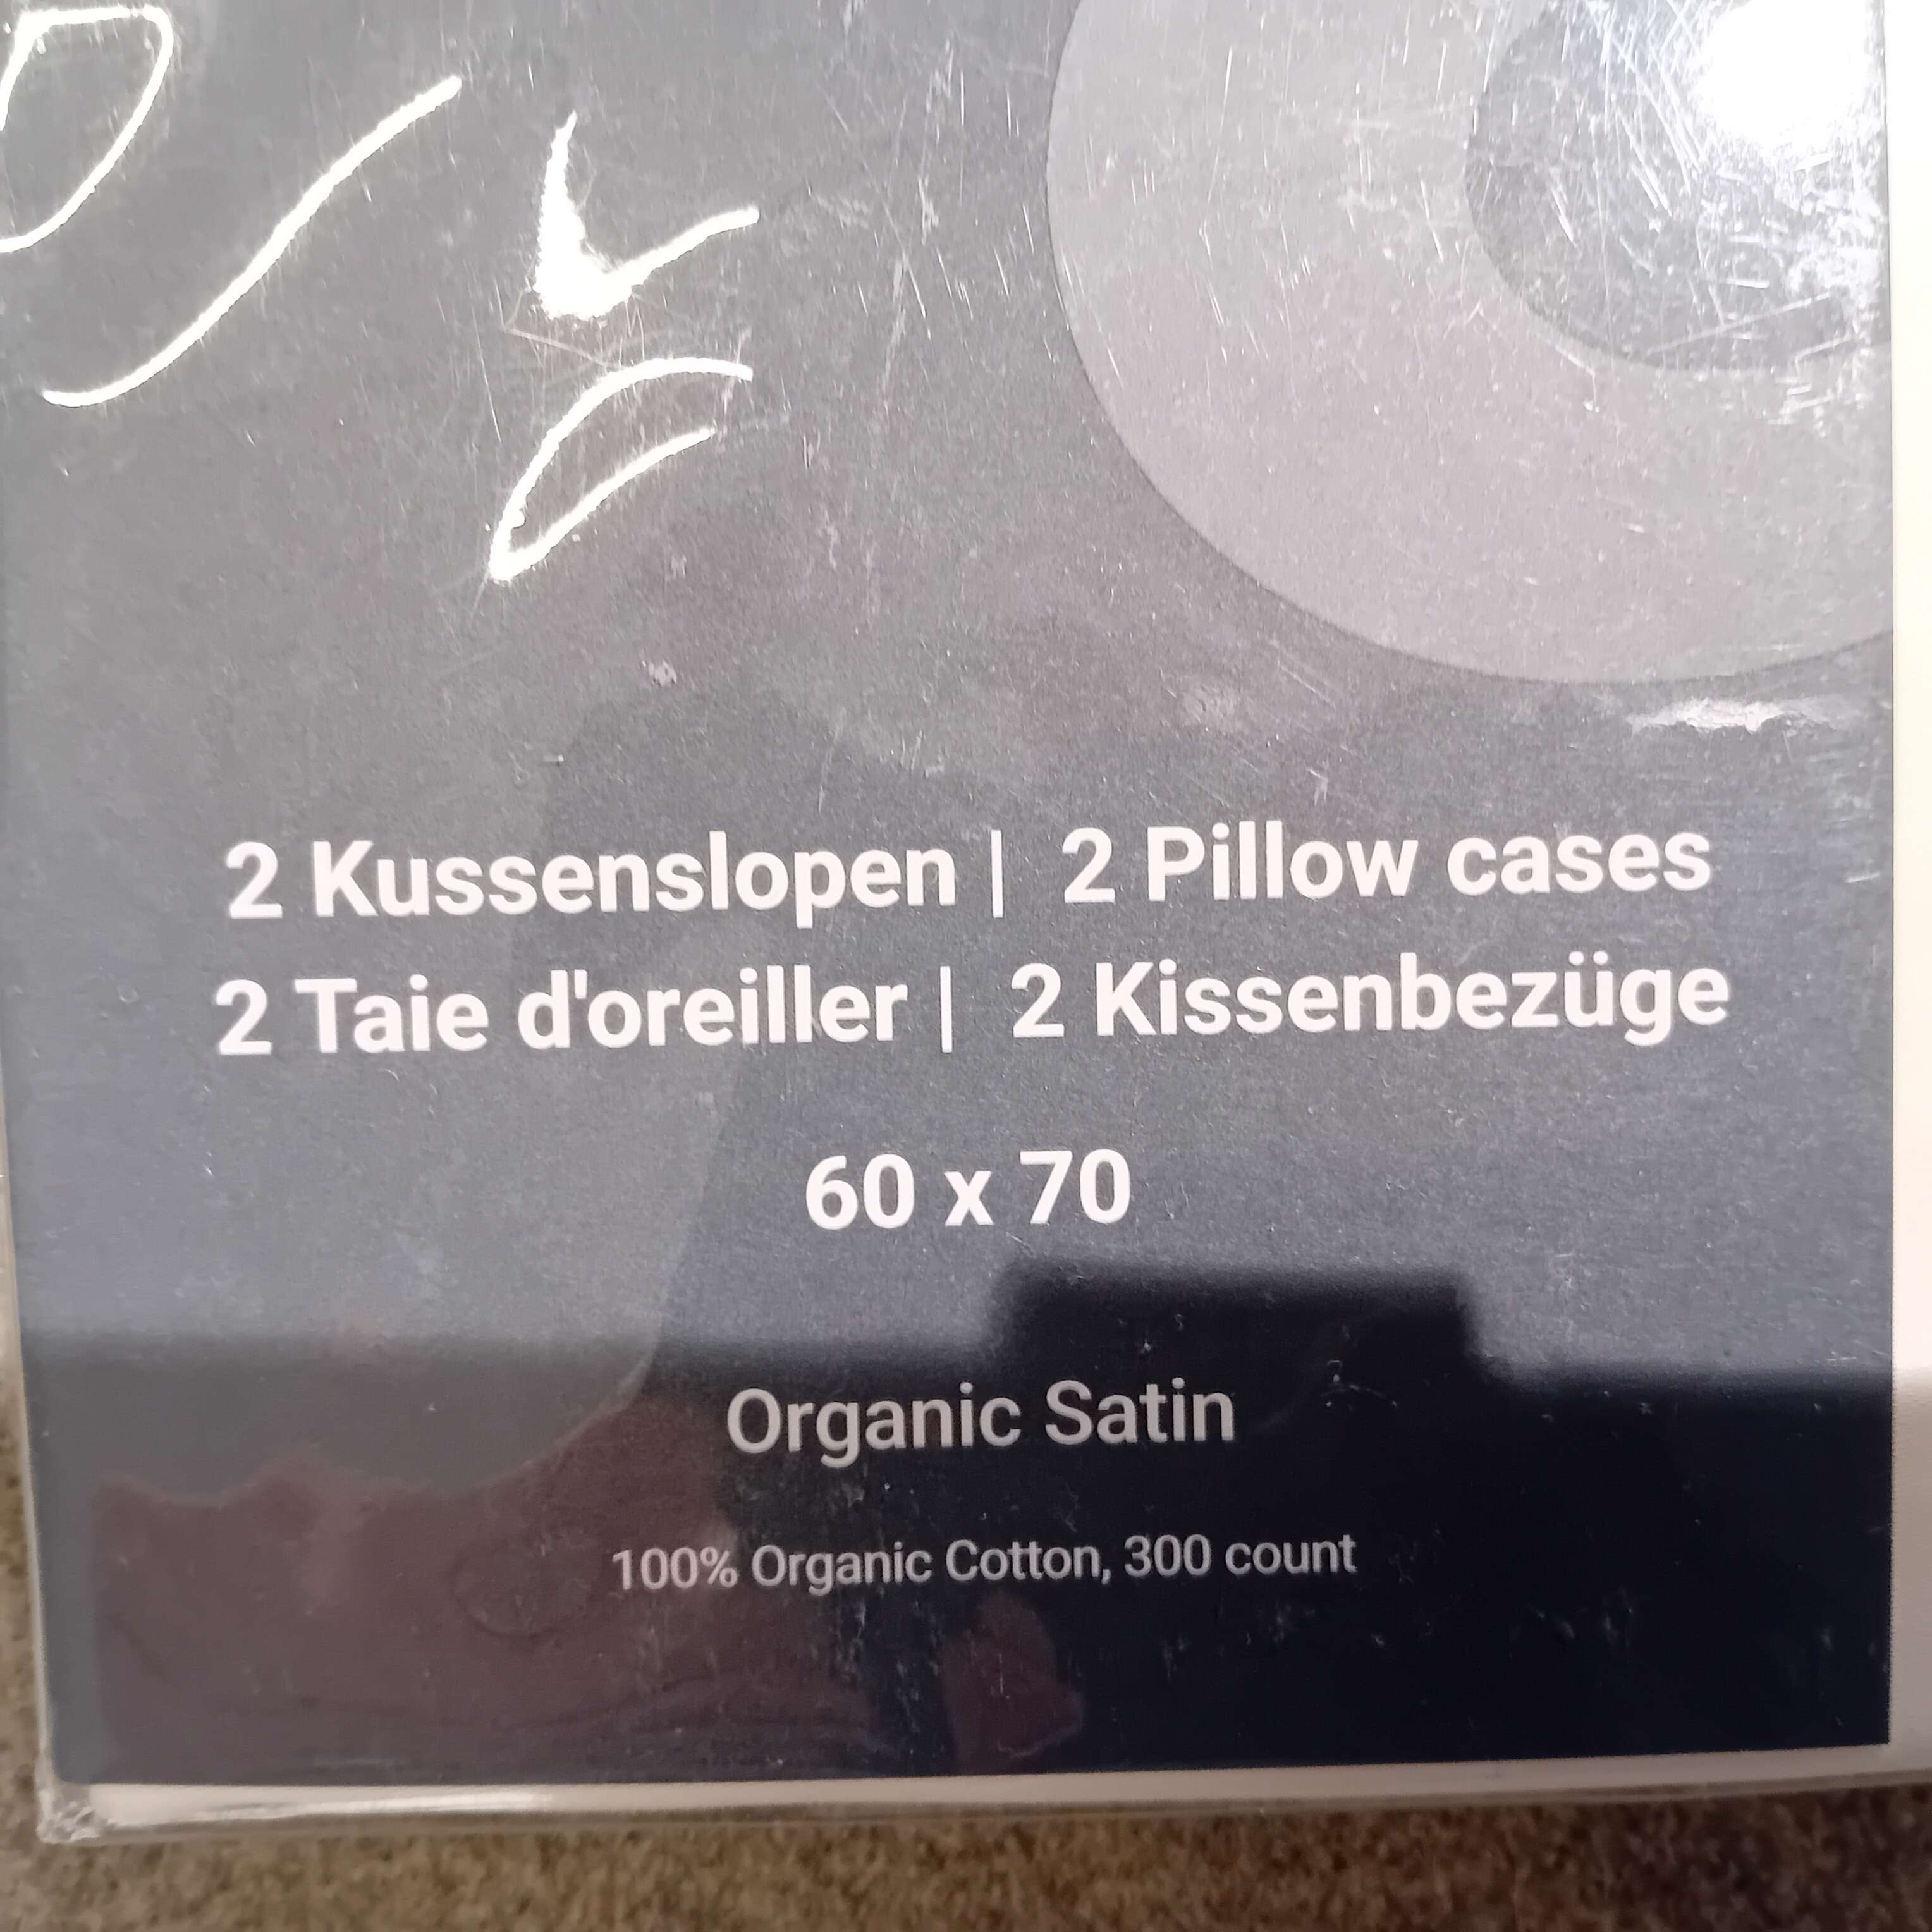 2 Kussenslopen | 2 Pillow cases
2 Taie d'oreiller | 2 Kissenbezüge
60 x 70
Organic Satin
100% Organic Cotton, 300 count